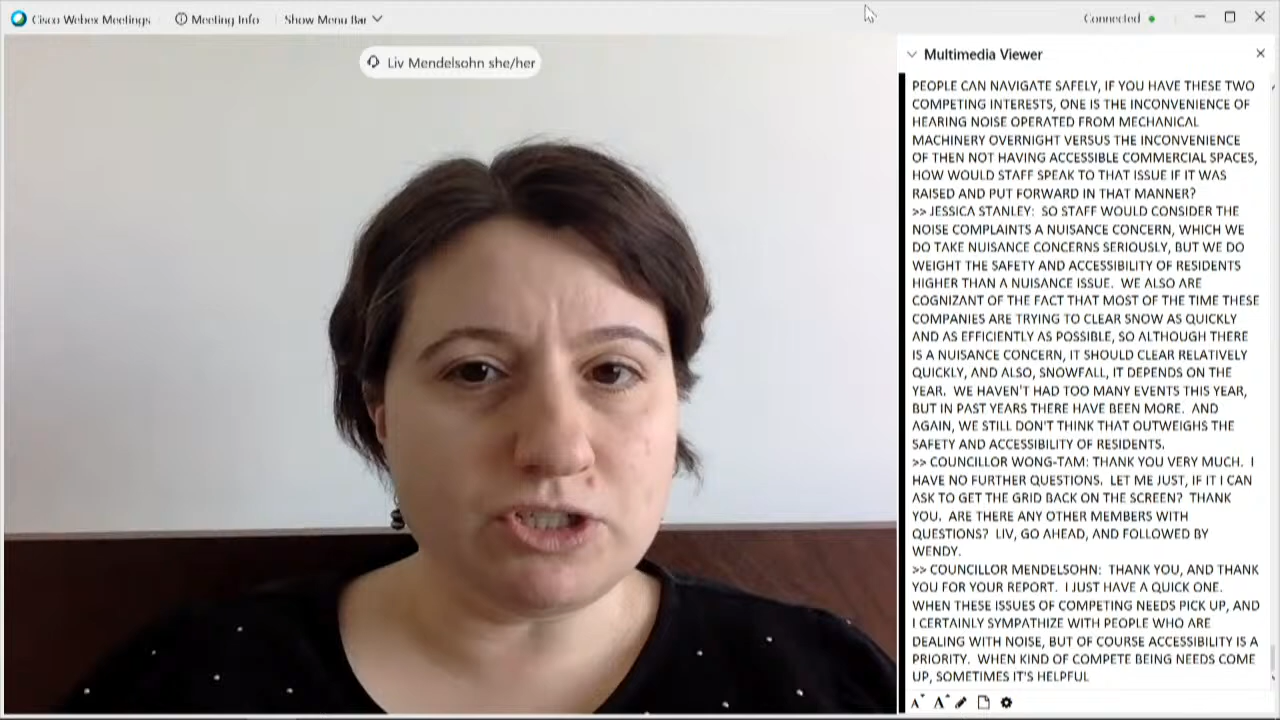 Cisco Webex Meetings
Meeting Info
Show Menu Bar
Connected
Liv Mendelsohn she/her
Multimedia Viewer
PEOPLE CAN NAVIGATE SAFELY, IF YOU HAVE THESE TWO
COMPETING INTERESTS, ONE IS THE INCONVENIENCE OF
HEARING NOISE OPERATED FROM MECHANICAL
MACHINERY OVERNIGHT VERSUS THE INCONVENIENCE
OF THEN NOT HAVING ACCESSIBLE COMMERCIAL SPACES,
HOW WOULD STAFF SPEAK TO THAT ISSUE IF IT WAS
RAISED AND PUT FORWARD IN THAT MANNER?
>> JESSICA STANLEY:  SO STAFF WOULD CONSIDER THE
NOISE COMPLAINTS A NUISANCE CONCERN, WHICH WE
DO TAKE NUISANCE CONCERNS SERIOUSLY, BUT WE DO
WEIGHT THE SAFETY AND ACCESSIBILITY OF RESIDENTS
HIGHER THAN A NUISANCE ISSUE.  WE ALSO ARE
COGNIZANT OF THE FACT THAT MOST OF THE TIME THESE
COMPANIES ARE TRYING TO CLEAR SNOW AS QUICKLY
AND AS EFFICIENTLY AS POSSIBLE, SO ALTHOUGH THERE
IS A NUISANCE CONCERN, IT SHOULD CLEAR RELATIVELY
QUICKLY, AND ALSO, SNOWFALL, IT DEPENDS ON THE
YEAR.  WE HAVEN'T HAD TOO MANY EVENTS THIS YEAR,
BUT IN PAST YEARS THERE HAVE BEEN MORE.  AND
AGAIN, WE STILL DON'T THINK THAT OUTWEIGHS THE
SAFETY AND ACCESSIBILITY OF RESIDENTS.
>> COUNCILLOR WONG-TAM: THANK YOU VERY MUCH.  I
HAVE NO FURTHER QUESTIONS.  LET ME JUST, IF IT I CAN
ASK TO GET THE GRID BACK ON THE SCREEN?  THANK
YOU.  ARE THERE ANY OTHER MEMBERS WITH
QUESTIONS?  LIV, GO AHEAD, AND FOLLOWED BY
WENDY.
>> COUNCILLOR MENDELSOHN:  THANK YOU, AND THANK
YOU FOR YOUR REPORT.  I JUST HAVE A QUICK ONE.
WHEN THESE ISSUES OF COMPETING NEEDS PICK UP, AND
I CERTAINLY SYMPATHIZE WITH PEOPLE WHO ARE
DEALING WITH NOISE, BUT OF COURSE ACCESSIBILITY IS A
PRIORITY.  WHEN KIND OF COMPETE BEING NEEDS COME
UP, SOMETIMES IT'S HELPFUL